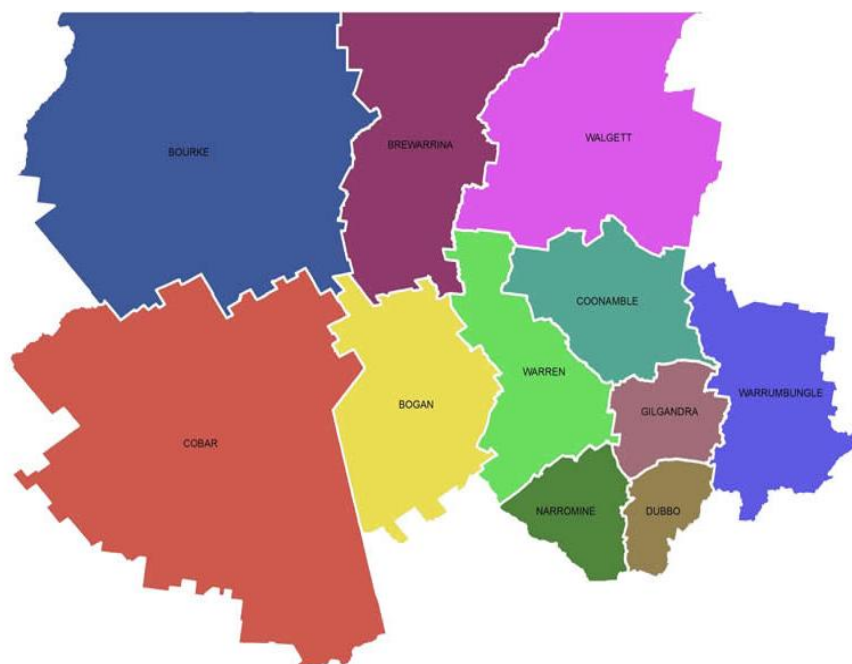 WALGETT
BREWARRINA
BOURKE
COONAMBLE
WARRUMBUNGLE
WARREN
BOGAN
GILGANDRA
COBAR
NARROMINE
DUBBO